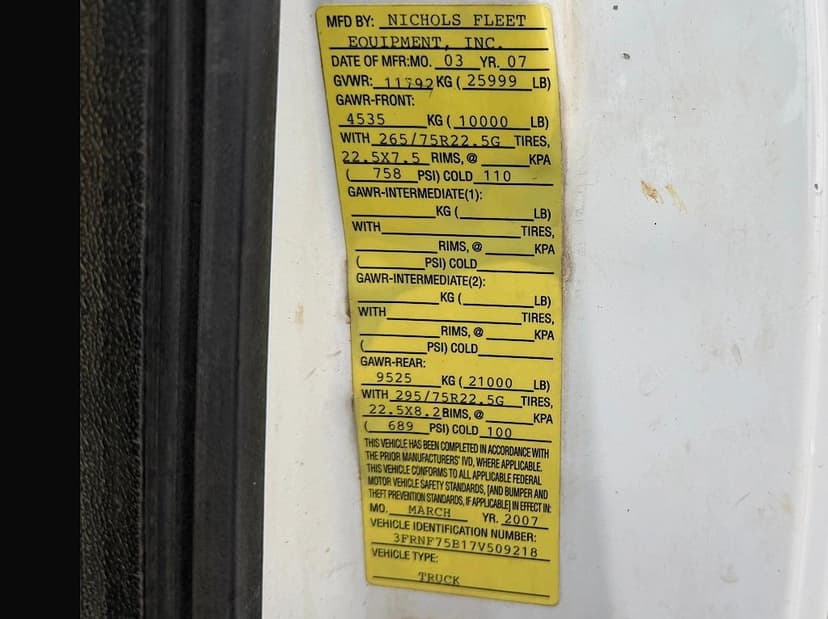 MFD BY: NICHOLS FLEET
EQUIPMENT, INC.
DATE OF MFR:MO. 03 YR. 07
GVWR: 11792 KG ( 25999 LB)
GAWR-FRONT:
4535 KG ( 10000 LB)
WITH 265/75R22.5G TIRES,
22.5X7.5 RIMS, @ KPA
( 758 PSI) COLD 110
GAWR-INTERMEDIATE(1):
KG ( LB)
WITH TIRES,
RIMS, @ KPA
( PSI) COLD
GAWR-INTERMEDIATE(2):
KG ( LB)
WITH TIRES,
RIMS, @ KPA
( PSI) COLD
GAWR-REAR:
9525 KG ( 21000 LB)
WITH 295/75R22.5G TIRES,
22.5X8.2 RIMS, @ KPA
( 689 PSI) COLD 100
THIS VEHICLE HAS BEEN COMPLETED IN ACCORDANCE WITH
THE PRIOR MANUFACTURERS' IVD, WHERE APPLICABLE.
THIS VEHICLE CONFORMS TO ALL APPLICABLE FEDERAL
MOTOR VEHICLE SAFETY STANDARDS, [AND BUMPER AND
THEFT PREVENTION STANDARDS, IF APPLICABLE] IN EFFECT IN:
MO. MARCH YR. 2007
VEHICLE IDENTIFICATION NUMBER:
3FRNF75B17V509218
VEHICLE TYPE:
TRUCK